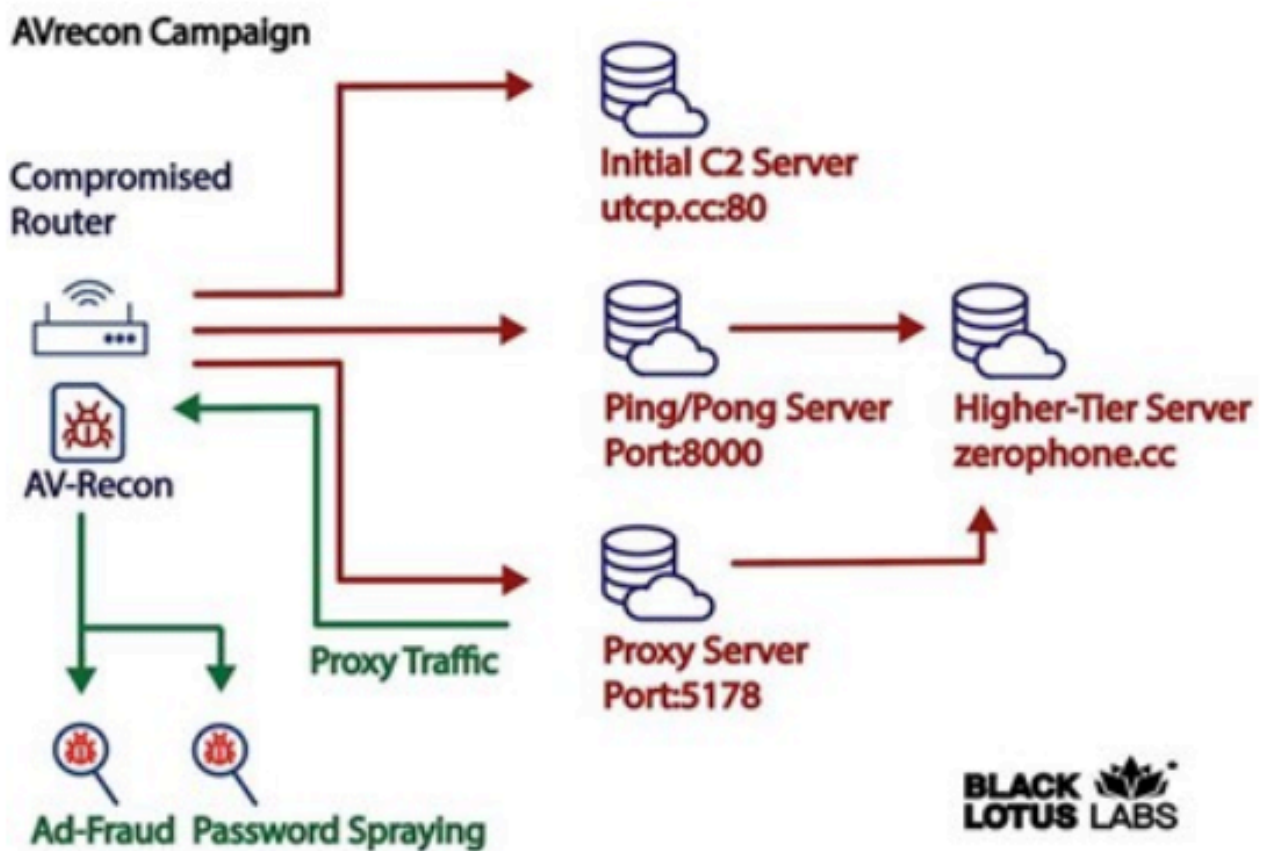 AVrecon Campaign
Compromised
Router
Initial C2 Server
utcp.cc:80
Ping/Pong Server
Port:8000
Higher-Tier Server
zerophone.cc
AV-Recon
Proxy Traffic
Proxy Server
Port:5178
Ad-Fraud
Password Spraying
BLACK
LOTUS LABS